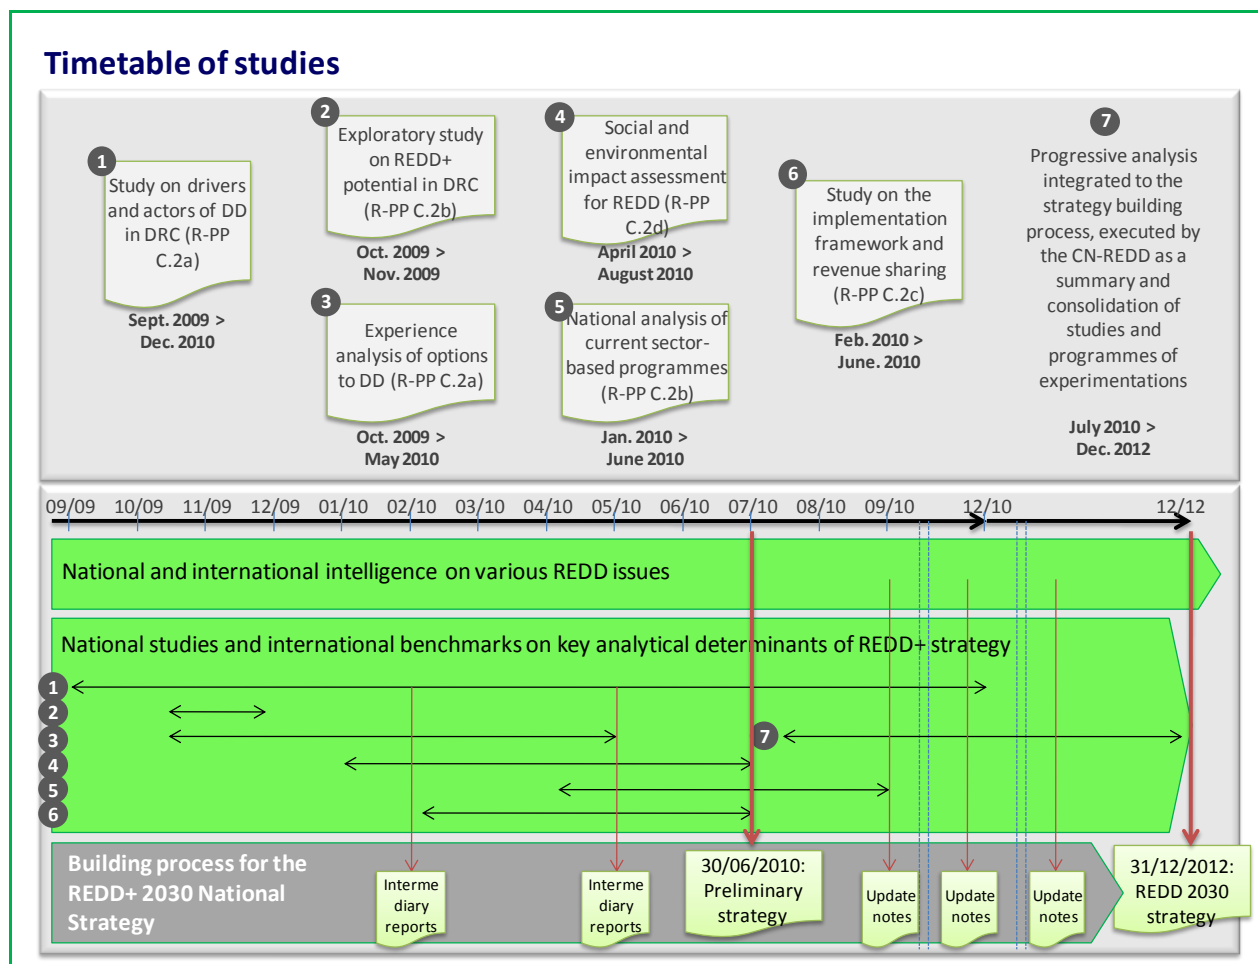 Timetable of studies
1
Study on drivers
and actors of DD
in DRC (R-PP
C.2a)
Sept. 2009 >
Dec. 2010
2
Exploratory study
on REDD+
potential in DRC
(R-PP C.2b)
Oct. 2009 >
Nov. 2009
3
Experience
analysis of options
to DD (R-PP C.2a)
Oct. 2009 >
May 2010
4
Social and
environmental
impact assessment
for REDD (R-PP
C.2d)
April 2010 >
August 2010
5
National analysis of
current sector-
based programmes
(R-PP C.2b)
Jan. 2010 >
June 2010
6
Study on the
implementation
framework and
revenue sharing
(R-PP C.2c)
Feb. 2010 >
June. 2010
7
Progressive analysis
integrated to the
strategy building
process, executed by
the CN-REDD as a
summary and
consolidation of
studies and
programmes of
experimentations
July 2010 >
Dec. 2012
09/09 10/09 11/09 12/09 01/10 02/10 03/10 04/10 05/10 06/10 07/10 08/10 09/10 12/10 12/12
National and international intelligence on various REDD issues
National studies and international benchmarks on key analytical determinants of REDD+ strategy
1
2
3
7
4
5
6
Building process for the
REDD+ 2030 National
Strategy
Interme
diary
reports
Interme
diary
reports
30/06/2010:
Preliminary
strategy
Update
notes
Update
notes
Update
notes
31/12/2012:
REDD 2030
strategy